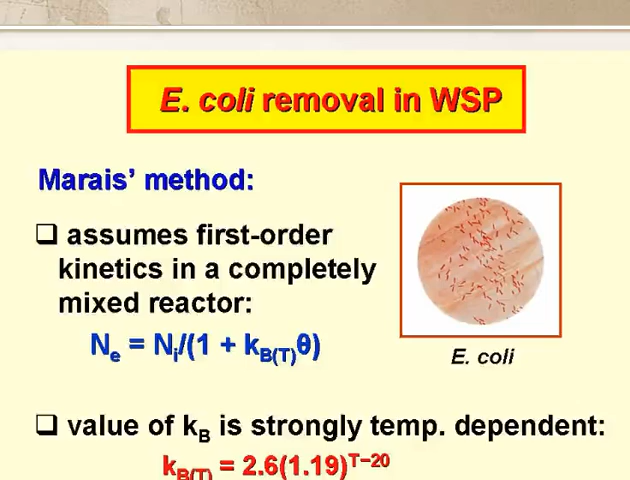 E. coli removal in WSP
Marais’ method:
❑ assumes first-order
kinetics in a completely
mixed reactor:
Nₑ = Nᵢ/(1 + k_B(T)θ)
E. coli
❑ value of k_B is strongly temp. dependent:
k_B(T) = 2.6(1.19)^T−20